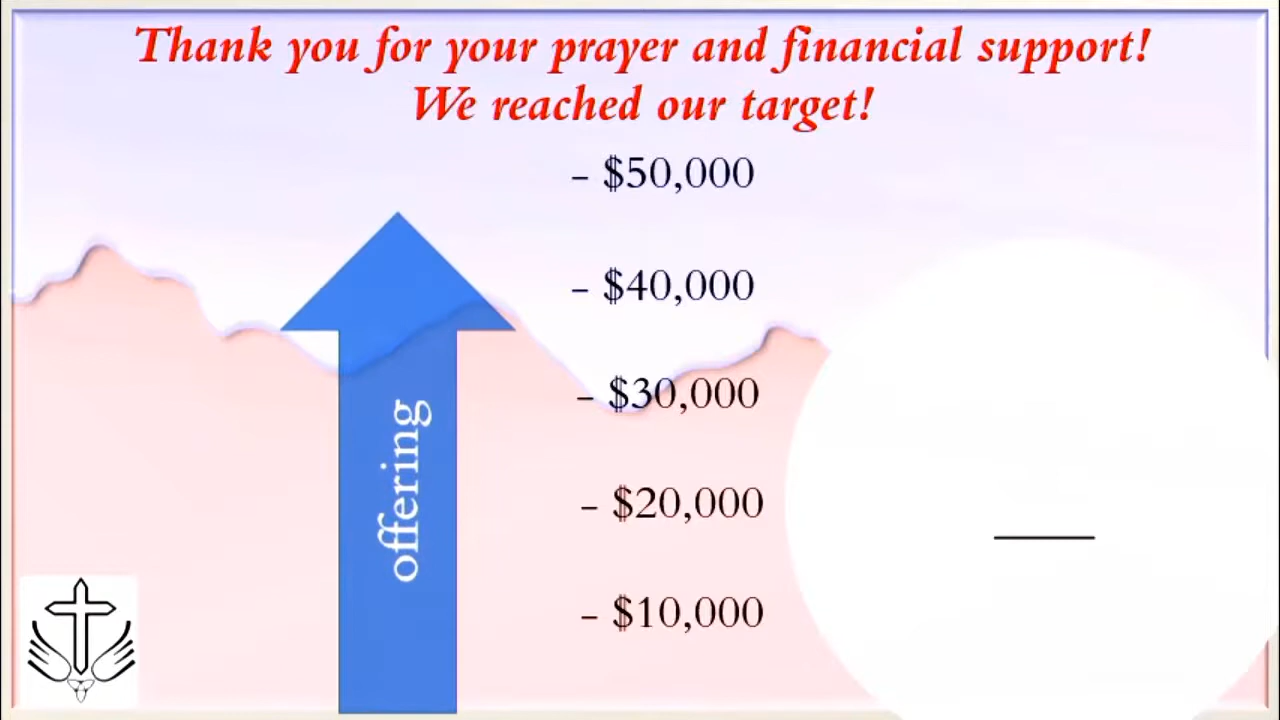 Thank you for your prayer and financial support!
We reached our target!
– $50,000
– $40,000
– $30,000
– $20,000
– $10,000
offering